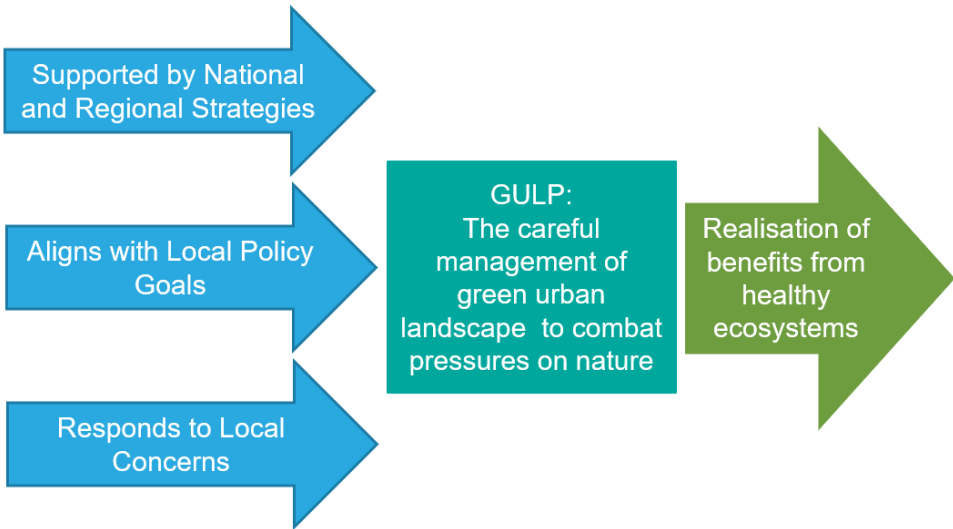 Supported by National
and Regional Strategies
Aligns with Local Policy
Goals
Responds to Local
Concerns
GULP:
The careful
management of
green urban
landscape  to combat
pressures on nature
Realisation of
benefits from
healthy
ecosystems